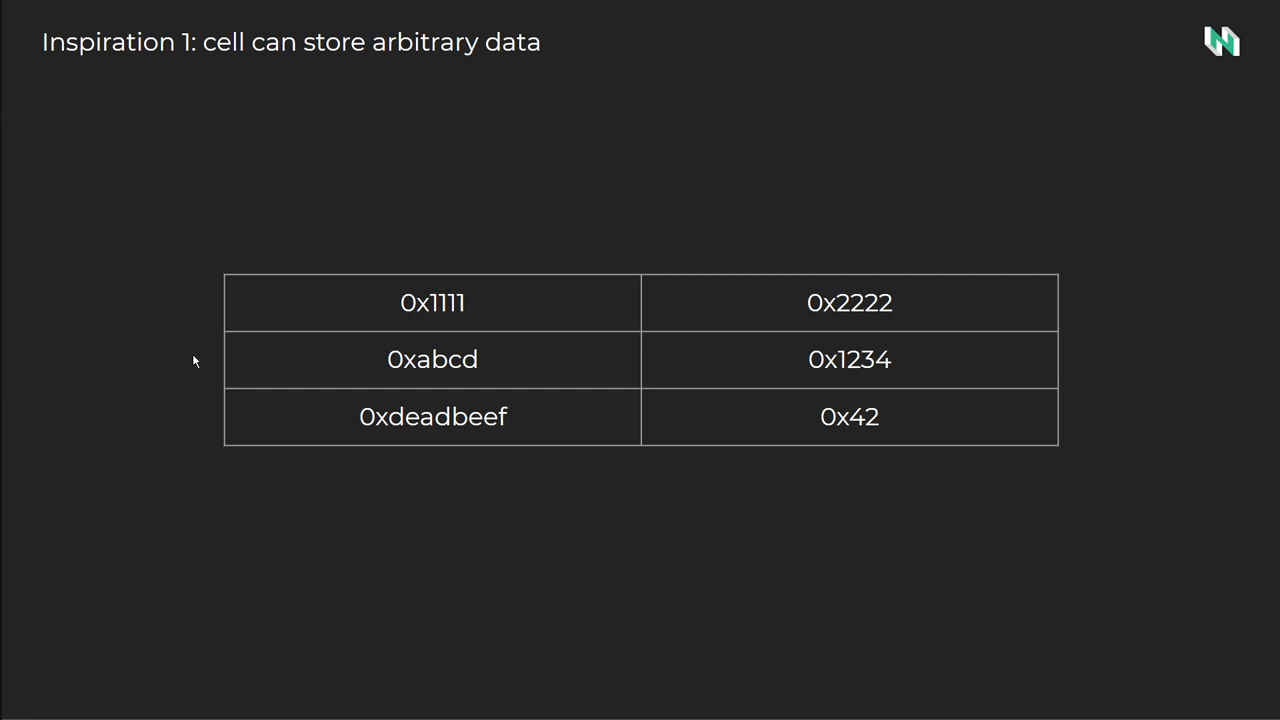 Inspiration 1: cell can store arbitrary data
0x1111 0x2222
0xabcd 0x1234
0xdeadbeef 0x42